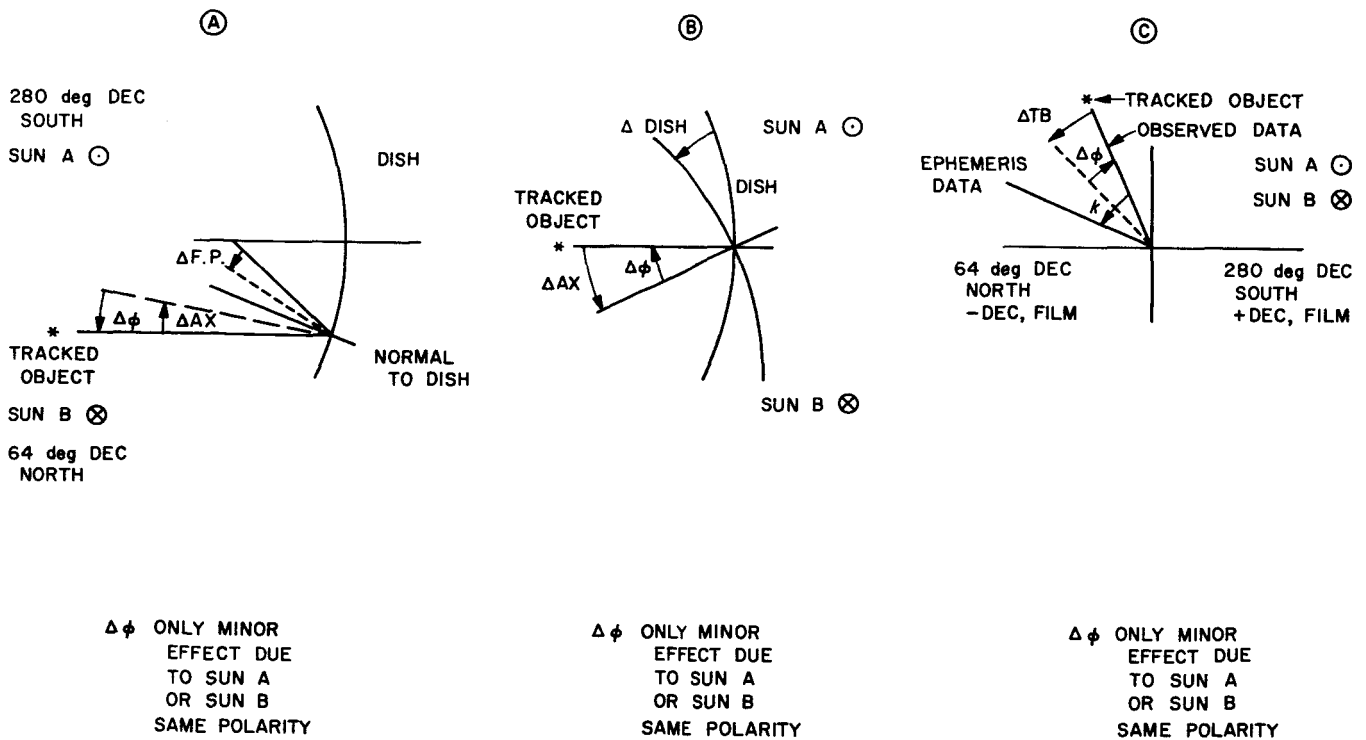 A
280 deg DEC
SOUTH
SUN A
DISH
ΔF.P.
Δϕ
ΔAX
*
TRACKED
OBJECT
NORMAL
TO DISH
SUN B
64 deg DEC
NORTH
Δϕ ONLY MINOR
EFFECT DUE
TO SUN A
OR SUN B
SAME POLARITY
B
Δ DISH
SUN A
DISH
TRACKED
OBJECT
*
Δϕ
ΔAX
SUN B
Δϕ ONLY MINOR
EFFECT DUE
TO SUN A
OR SUN B
SAME POLARITY
C
* TRACKED OBJECT
ΔTB
OBSERVED DATA
Δϕ
EPHEMERIS
DATA
SUN A
SUN B
k
64 deg DEC
NORTH
–DEC, FILM
280 deg DEC
SOUTH
+DEC, FILM
Δϕ ONLY MINOR
EFFECT DUE
TO SUN A
OR SUN B
SAME POLARITY